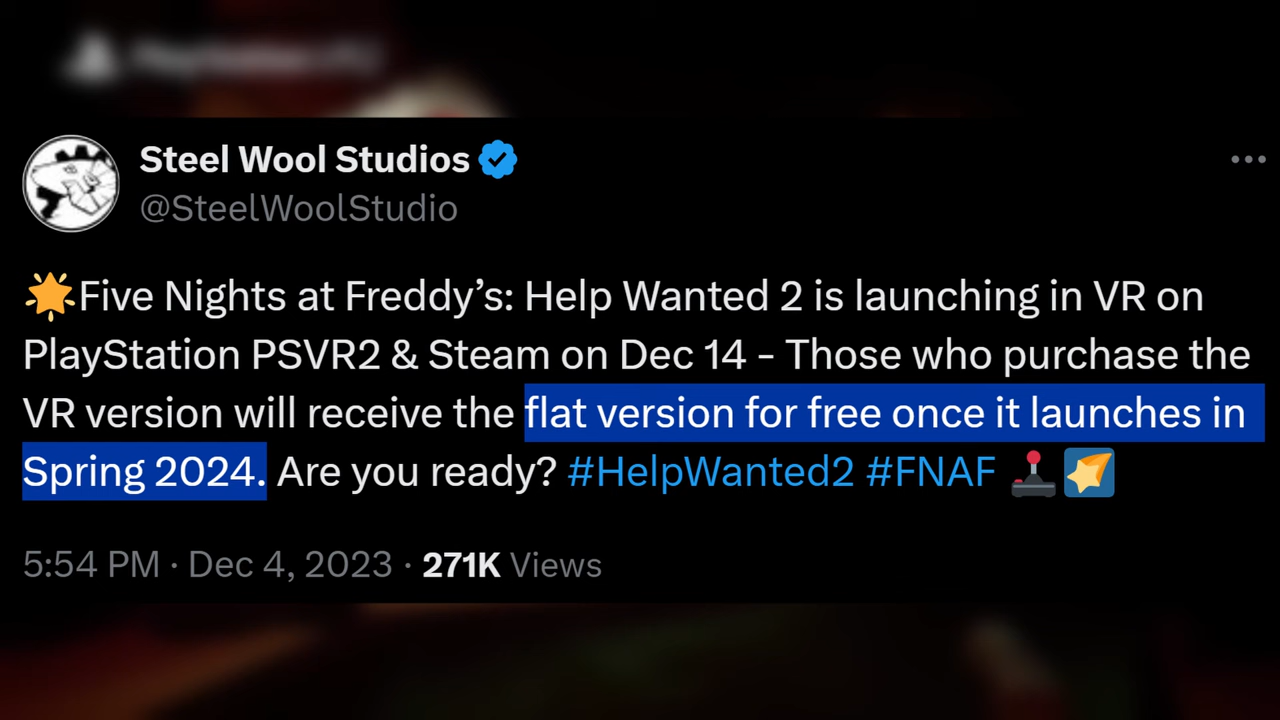 Steel Wool Studios
@SteelWoolStudio
🌟Five Nights at Freddy’s: Help Wanted 2 is launching in VR on
PlayStation PSVR2 & Steam on Dec 14 - Those who purchase the
VR version will receive the flat version for free once it launches in
Spring 2024. Are you ready? #HelpWanted2 #FNAF 🕹️🌠
5:54 PM · Dec 4, 2023 · 271K Views